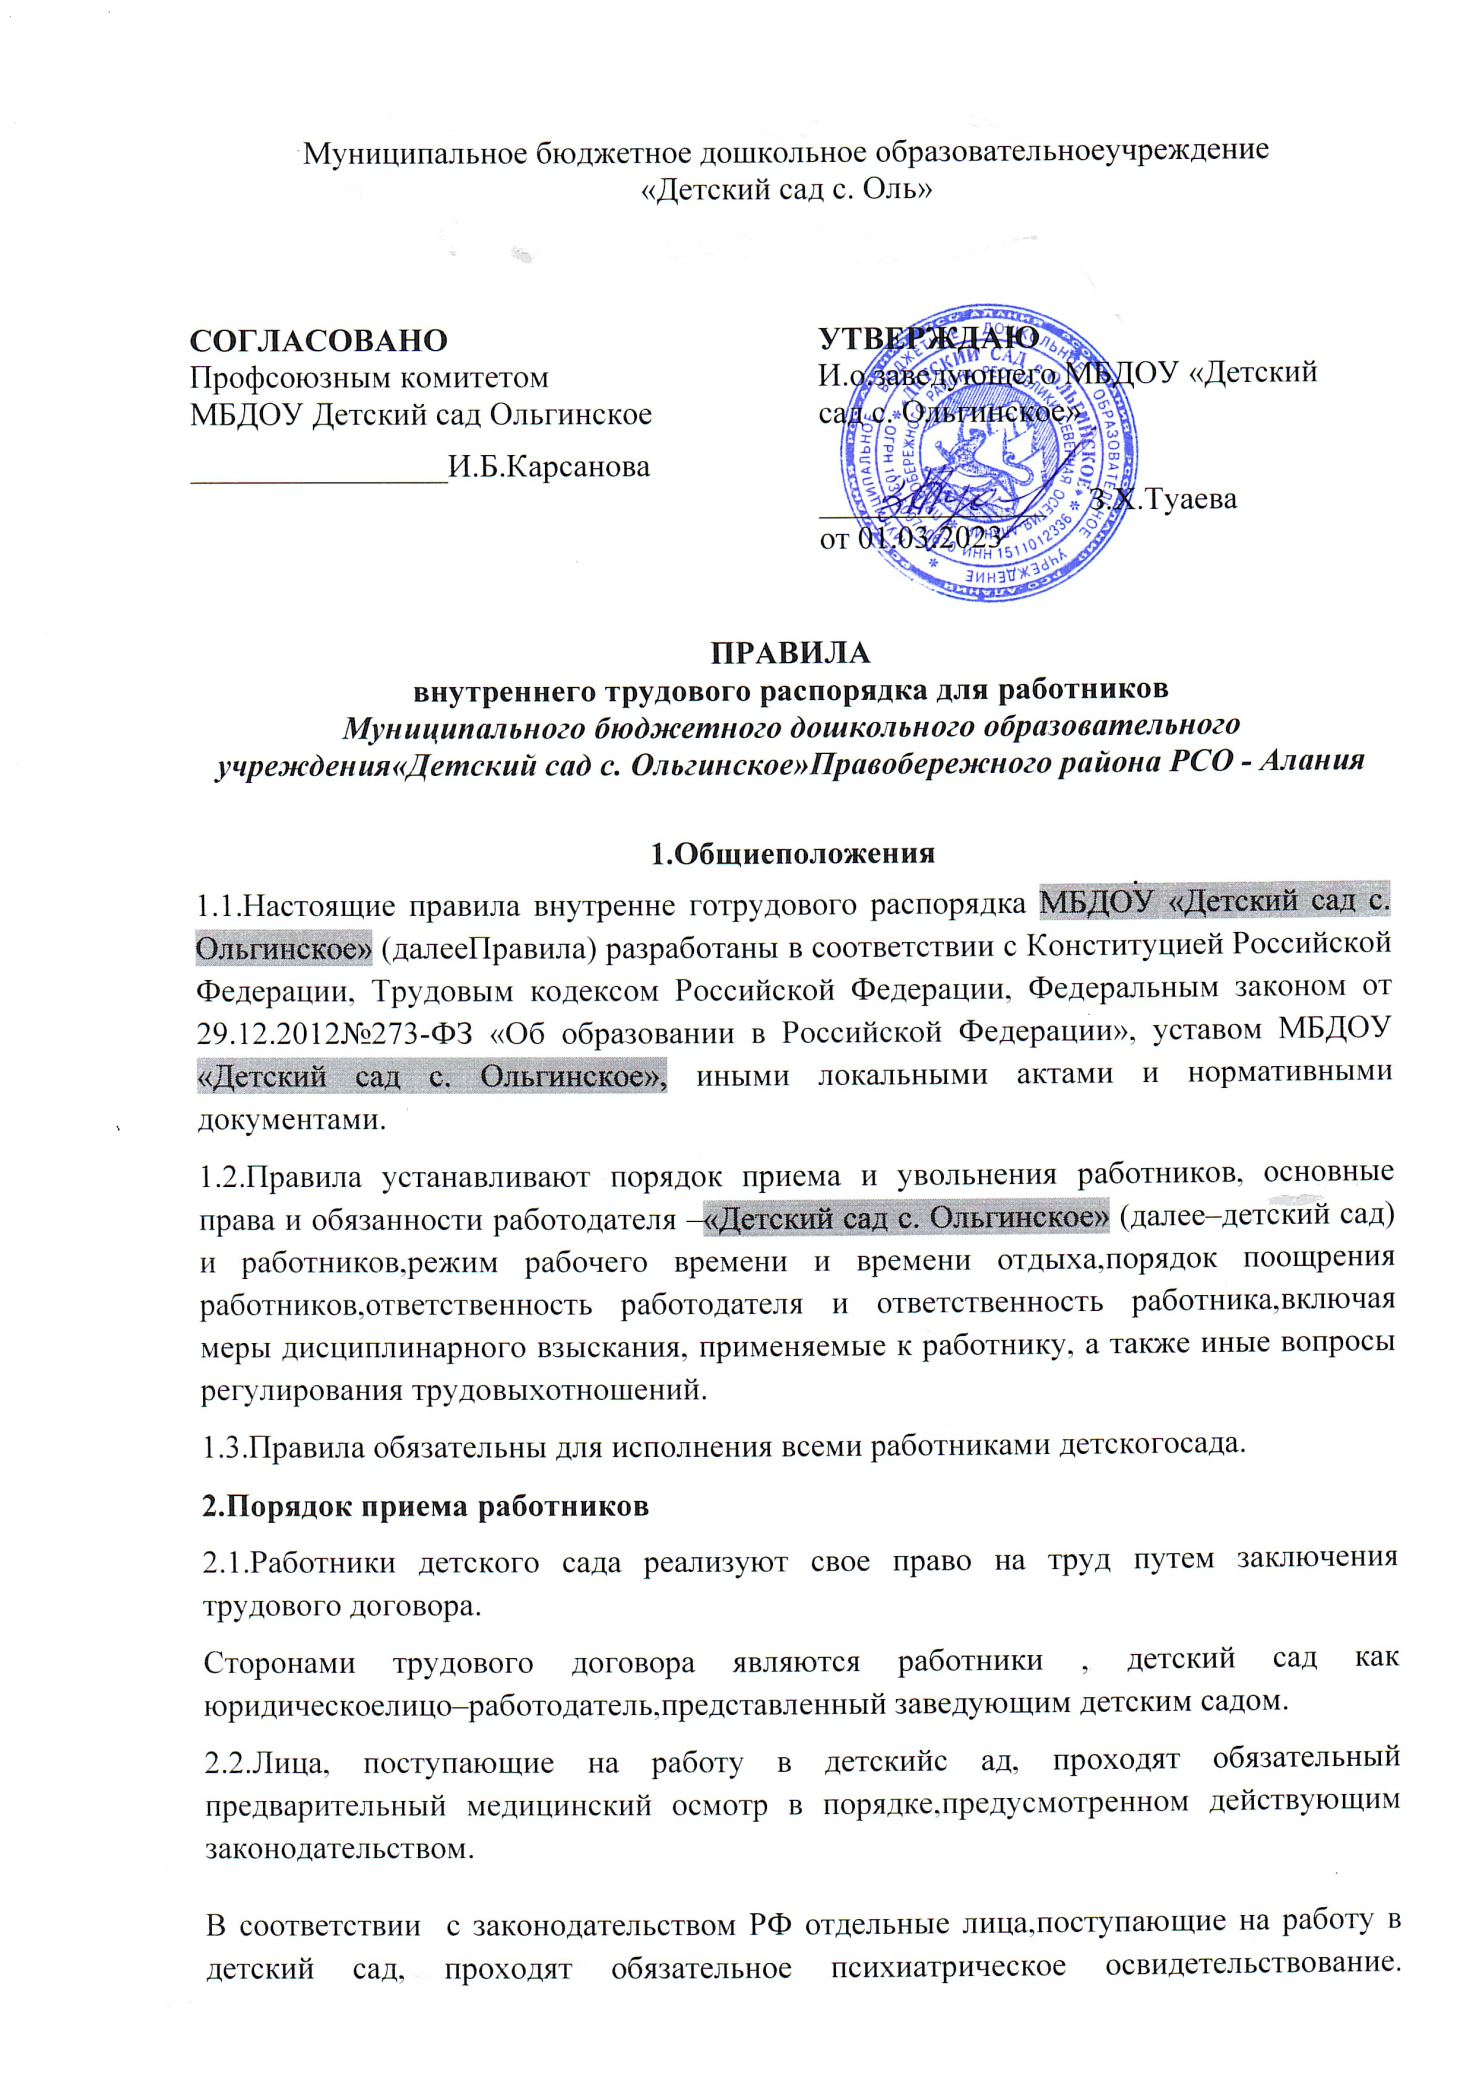 Муниципальное бюджетное дошкольное образовательноеучреждение
«Детский сад с. Оль»
СОГЛАСОВАНО
Профсоюзным комитетом
МБДОУ Детский сад Ольгинское
________________И.Б.Карсанова
УТВЕРЖДАЮ
И.о.заведующего МБДОУ «Детский
сад с. Ольгинское»
______________ З.Х.Туаева
от 01.03.2023
ДЕТСКИЙ САД с. ОЛЬГИНСКОЕ
ИНН 1511012336
ПРАВИЛА
внутреннего трудового распорядка для работников
Муниципального бюджетного дошкольного образовательного
учреждения«Детский сад с. Ольгинское»Правобережного района РСО - Алания
1.Общиеположения
1.1.Настоящие правила внутренне готрудового распорядка МБДОУ «Детский сад с.
Ольгинское» (далееПравила) разработаны в соответствии с Конституцией Российской
Федерации, Трудовым кодексом Российской Федерации, Федеральным законом от
29.12.2012№273-ФЗ «Об образовании в Российской Федерации», уставом МБДОУ
«Детский сад с. Ольгинское», иными локальными актами и нормативными
документами.
1.2.Правила устанавливают порядок приема и увольнения работников, основные
права и обязанности работодателя –«Детский сад с. Ольгинское» (далее–детский сад)
и работников,режим рабочего времени и времени отдыха,порядок поощрения
работников,ответственность работодателя и ответственность работника,включая
меры дисциплинарного взыскания, применяемые к работнику, а также иные вопросы
регулирования трудовыхотношений.
1.3.Правила обязательны для исполнения всеми работниками детскогосада.
2.Порядок приема работников
2.1.Работники детского сада реализуют свое право на труд путем заключения
трудового договора.
Сторонами трудового договора являются работники , детский сад как
юридическоелицо–работодатель,представленный заведующим детским садом.
2.2.Лица, поступающие на работу в детскийс ад, проходят обязательный
предварительный медицинский осмотр в порядке,предусмотренном действующим
законодательством.
В соответствии с законодательством РФ отдельные лица,поступающие на работу в
детский сад, проходят обязательное психиатрическое освидетельствование.